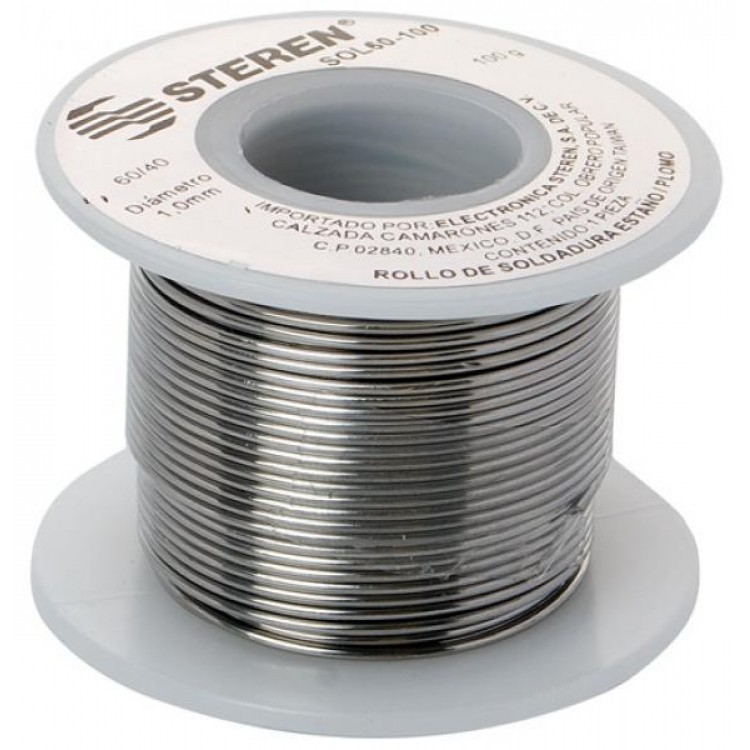 STEREN
SOL60-100
100 g
60/40
Diámetro
1.0mm
IMPORTADO POR: ELECTRONICA STEREN S.A. DE C.V.
CALZADA CAMARONES 112, COL. OBRERO POPULAR
C.P. 02840, MEXICO, D.F. PAIS DE ORIGEN TAIWAN
CONTENIDO 1 PIEZA
ROLLO DE SOLDADURA ESTAÑO/PLOMO